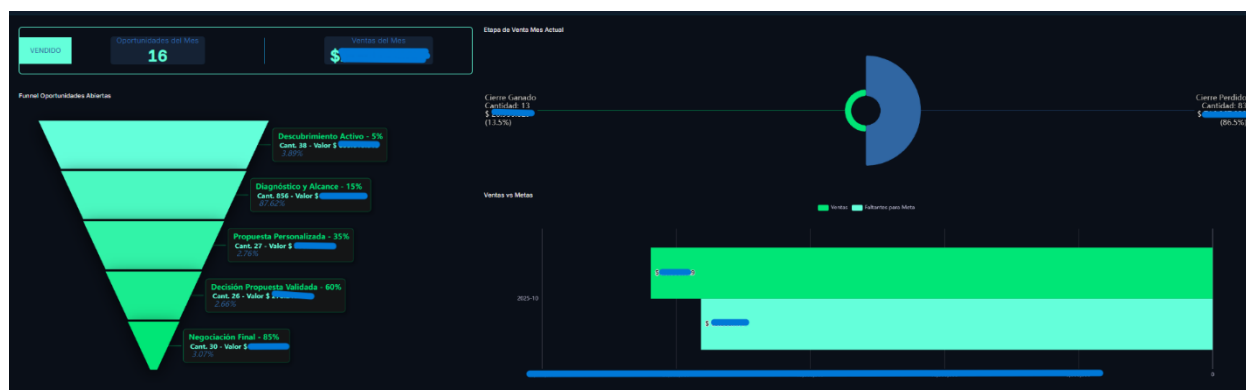 VENDIDO
Oportunidades del Mes
16
Ventas del Mes
$
Funnel Oportunidades Abiertas
Descubrimiento Activo - 5%
Cant. 38 - Valor $
3.89%
Diagnóstico y Alcance - 15%
Cant. 856 - Valor $
87.62%
Propuesta Personalizada - 35%
Cant. 27 - Valor $
2.76%
Decisión Propuesta Validada - 60%
Cant. 26 - Valor $
2.66%
Negociación Final - 85%
Cant. 30 - Valor $
3.07%
Etapa de Venta Mes Actual
Cierre Ganado
Cantidad: 13
$
(13.5%)
Cierre Perdido
Cantidad: 83
$
(86.5%)
Ventas vs Metas
Ventas
Faltantes para Meta
2025-10
$
$
0